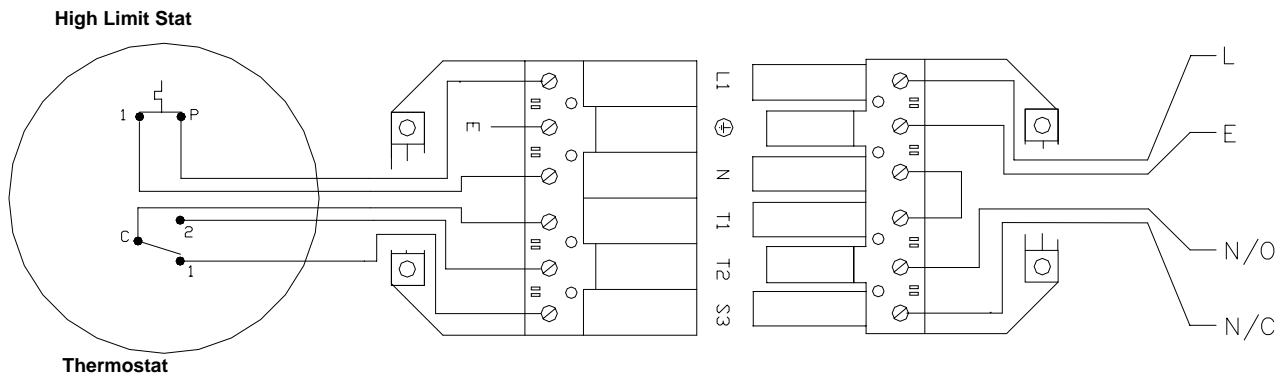 High Limit Stat
1
P
C
2
1
Thermostat
E
L1
N
T1
T2
S3
L
E
N/O
N/C